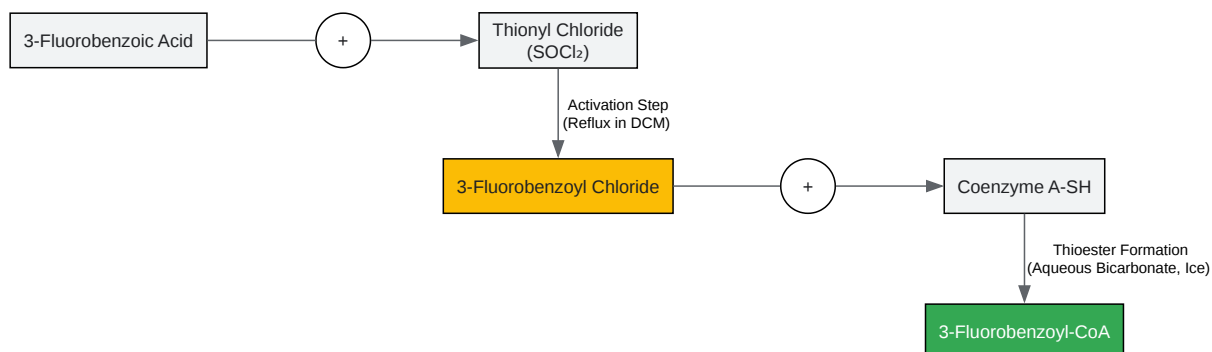 3-Fluorobenzoic Acid
+
Thionyl Chloride
(SOCl₂)
Activation Step
(Reflux in DCM)
3-Fluorobenzoyl Chloride
+
Coenzyme A-SH
Thioester Formation
(Aqueous Bicarbonate, Ice)
3-Fluorobenzoyl-CoA